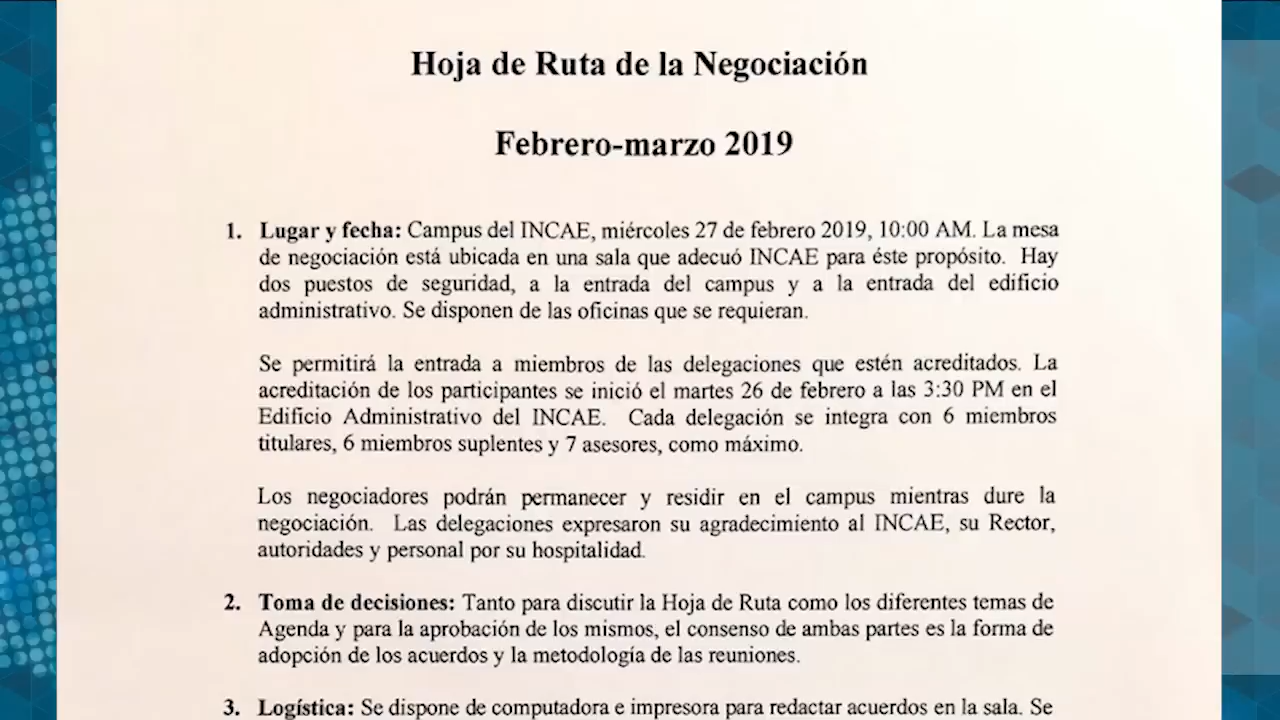 Hoja de Ruta de la Negociación
Febrero-marzo 2019
1. Lugar y fecha: Campus del INCAE, miércoles 27 de febrero 2019, 10:00 AM. La mesa
de negociación está ubicada en una sala que adecuó INCAE para éste propósito. Hay
dos puestos de seguridad, a la entrada del campus y a la entrada del edificio
administrativo. Se disponen de las oficinas que se requieran.
Se permitirá la entrada a miembros de las delegaciones que estén acreditados. La
acreditación de los participantes se inició el martes 26 de febrero a las 3:30 PM en el
Edificio Administrativo del INCAE. Cada delegación se integra con 6 miembros
titulares, 6 miembros suplentes y 7 asesores, como máximo.
Los negociadores podrán permanecer y residir en el campus mientras dure la
negociación. Las delegaciones expresaron su agradecimiento al INCAE, su Rector,
autoridades y personal por su hospitalidad.
2. Toma de decisiones: Tanto para discutir la Hoja de Ruta como los diferentes temas de
Agenda y para la aprobación de los mismos, el consenso de ambas partes es la forma de
adopción de los acuerdos y la metodología de las reuniones.
3. Logística: Se dispone de computadora e impresora para redactar acuerdos en la sala. Se